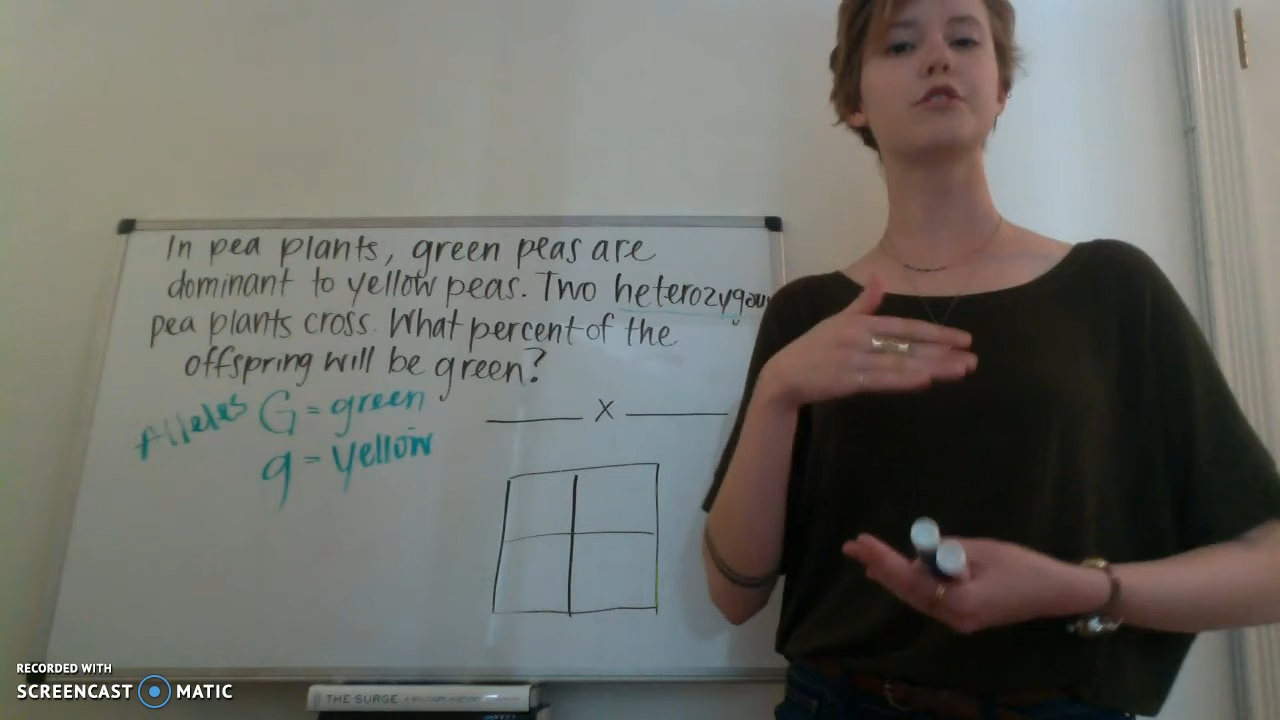 In pea plants, green peas are
dominant to yellow peas. Two heterozygou
pea plants cross. What percent of the
offspring will be green?
Alleles G = green
g = yellow
X
RECORDED WITH
SCREENCAST MATIC
THE SURGE